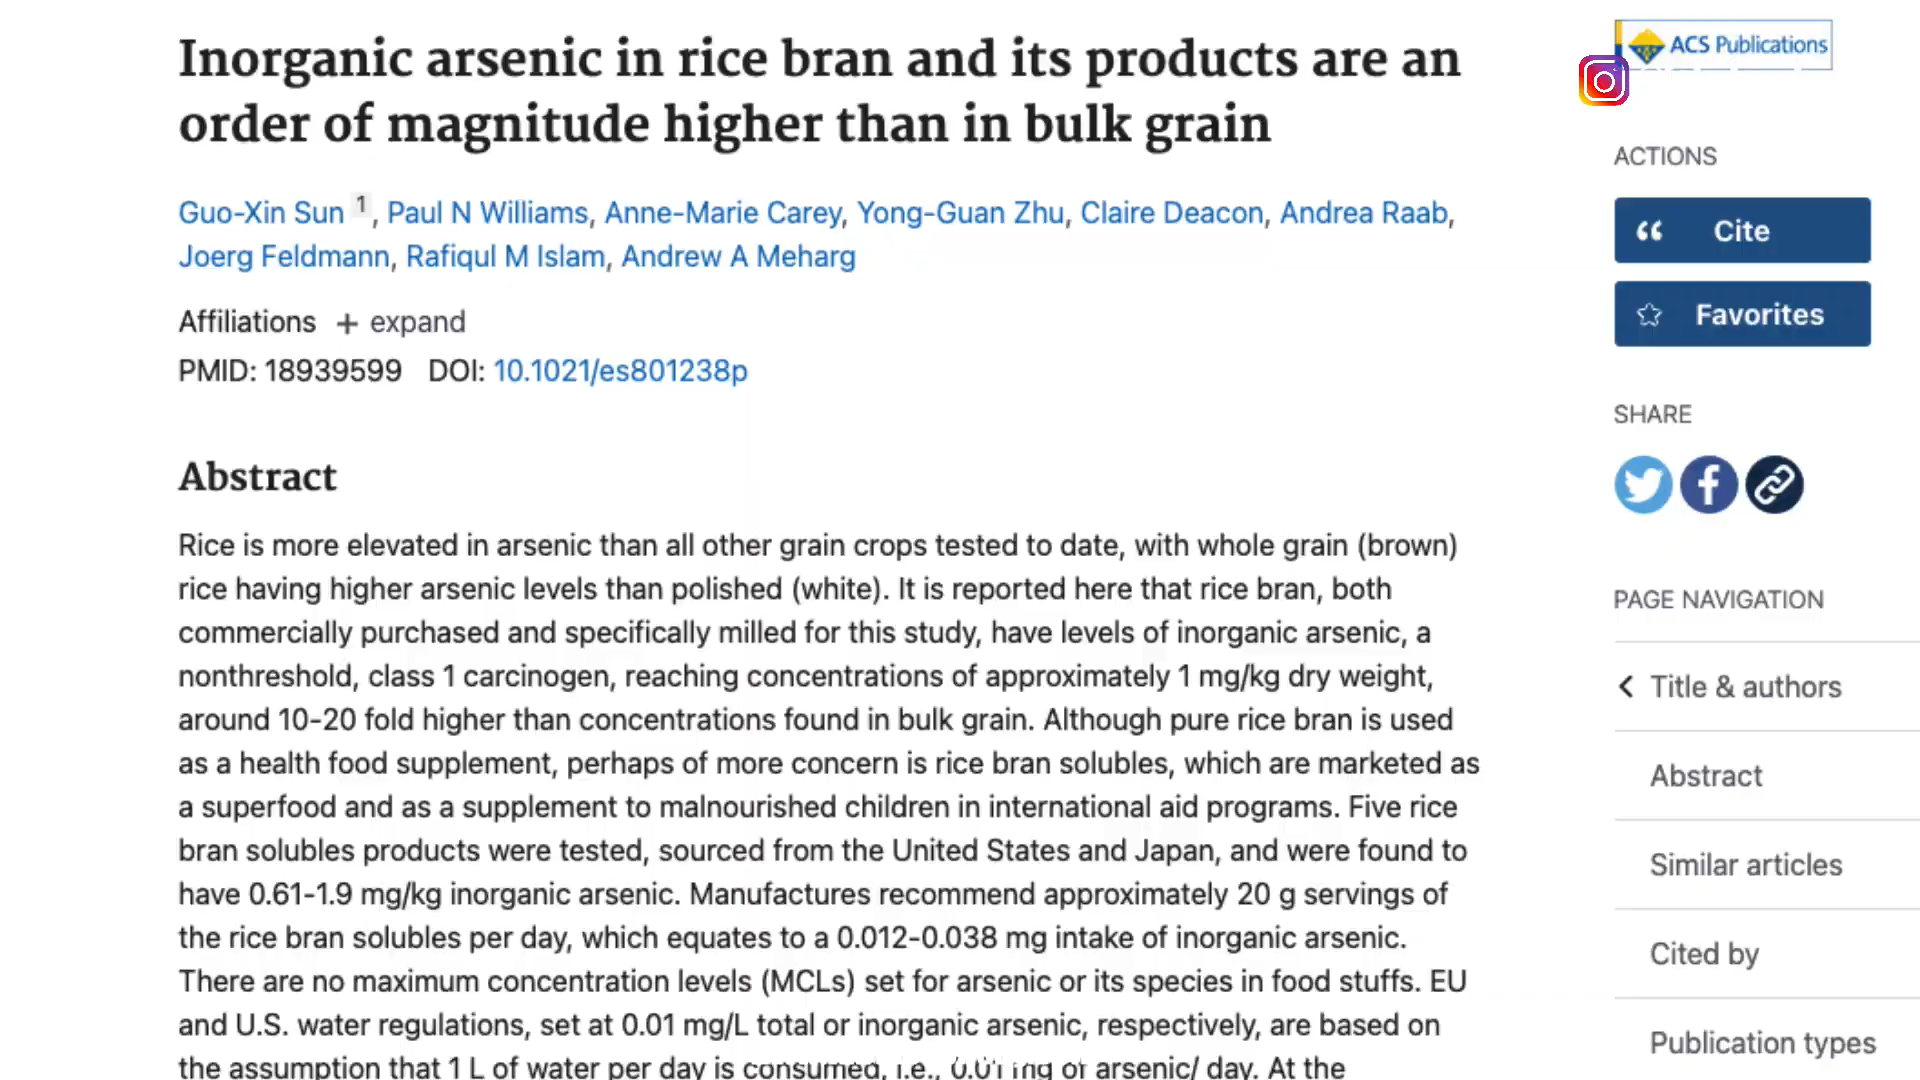 Inorganic arsenic in rice bran and its products are an
order of magnitude higher than in bulk grain
Guo-Xin Sun 1, Paul N Williams, Anne-Marie Carey, Yong-Guan Zhu, Claire Deacon, Andrea Raab,
Joerg Feldmann, Rafiqul M Islam, Andrew A Meharg
Affiliations + expand
PMID: 18939599 DOI: 10.1021/es801238p
Abstract
Rice is more elevated in arsenic than all other grain crops tested to date, with whole grain (brown)
rice having higher arsenic levels than polished (white). It is reported here that rice bran, both
commercially purchased and specifically milled for this study, have levels of inorganic arsenic, a
nonthreshold, class 1 carcinogen, reaching concentrations of approximately 1 mg/kg dry weight,
around 10-20 fold higher than concentrations found in bulk grain. Although pure rice bran is used
as a health food supplement, perhaps of more concern is rice bran solubles, which are marketed as
a superfood and as a supplement to malnourished children in international aid programs. Five rice
bran solubles products were tested, sourced from the United States and Japan, and were found to
have 0.61-1.9 mg/kg inorganic arsenic. Manufactures recommend approximately 20 g servings of
the rice bran solubles per day, which equates to a 0.012-0.038 mg intake of inorganic arsenic.
There are no maximum concentration levels (MCLs) set for arsenic or its species in food stuffs. EU
and U.S. water regulations, set at 0.01 mg/L total or inorganic arsenic, respectively, are based on
the assumption that 1 L of water per day is consumed, i.e., 0.01 mg of arsenic/ day. At the
ACS Publications
ACTIONS
Cite
Favorites
SHARE
PAGE NAVIGATION
Title & authors
Abstract
Similar articles
Cited by
Publication types